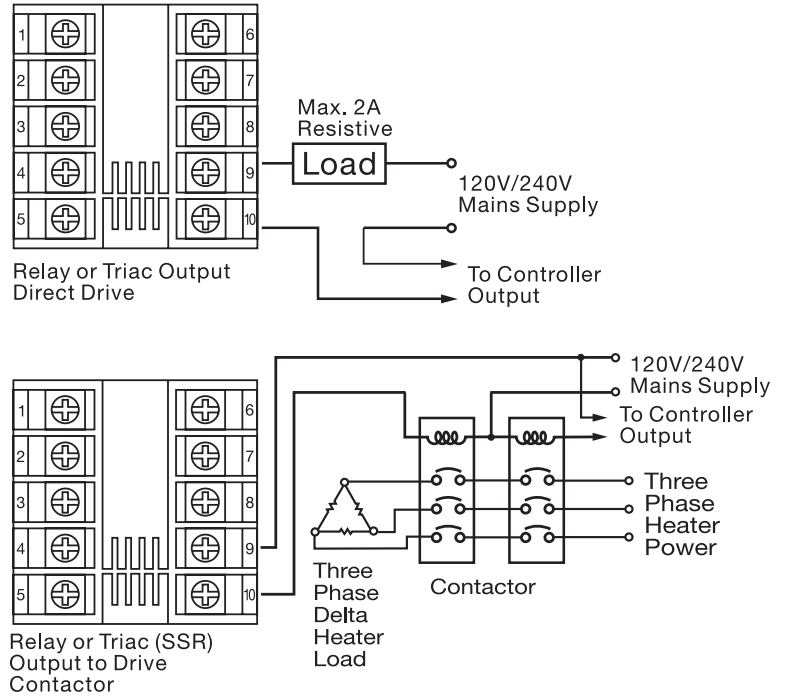 1
6
2
7
3
8
4
9
5
10
Max. 2A
Resistive
Load
120V/240V
Mains Supply
To Controller
Output
Relay or Triac Output
Direct Drive
1
6
2
7
3
8
4
9
5
10
120V/240V
Mains Supply
To Controller
Output
Three
Phase
Heater
Power
Contactor
Three
Phase
Delta
Heater
Load
Relay or Triac (SSR)
Output to Drive
Contactor